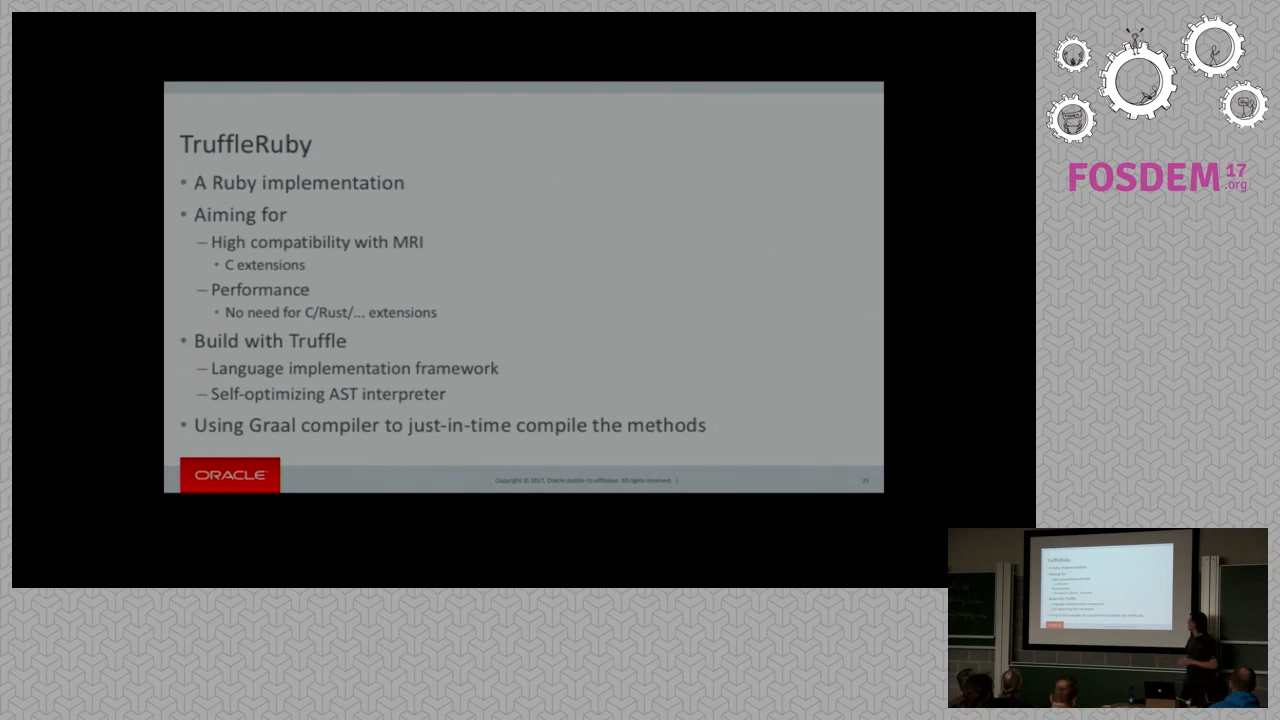 TruffleRuby
• A Ruby implementation
• Aiming for
– High compatibility with MRI
• C extensions
– Performance
• No need for C/Rust/... extensions
• Build with Truffle
– Language implementation framework
– Self-optimizing AST interpreter
• Using Graal compiler to just-in-time compile the methods
ORACLE
Copyright © 2017, Oracle and/or its affiliates. All rights reserved. |
FOSDEM 17
.org